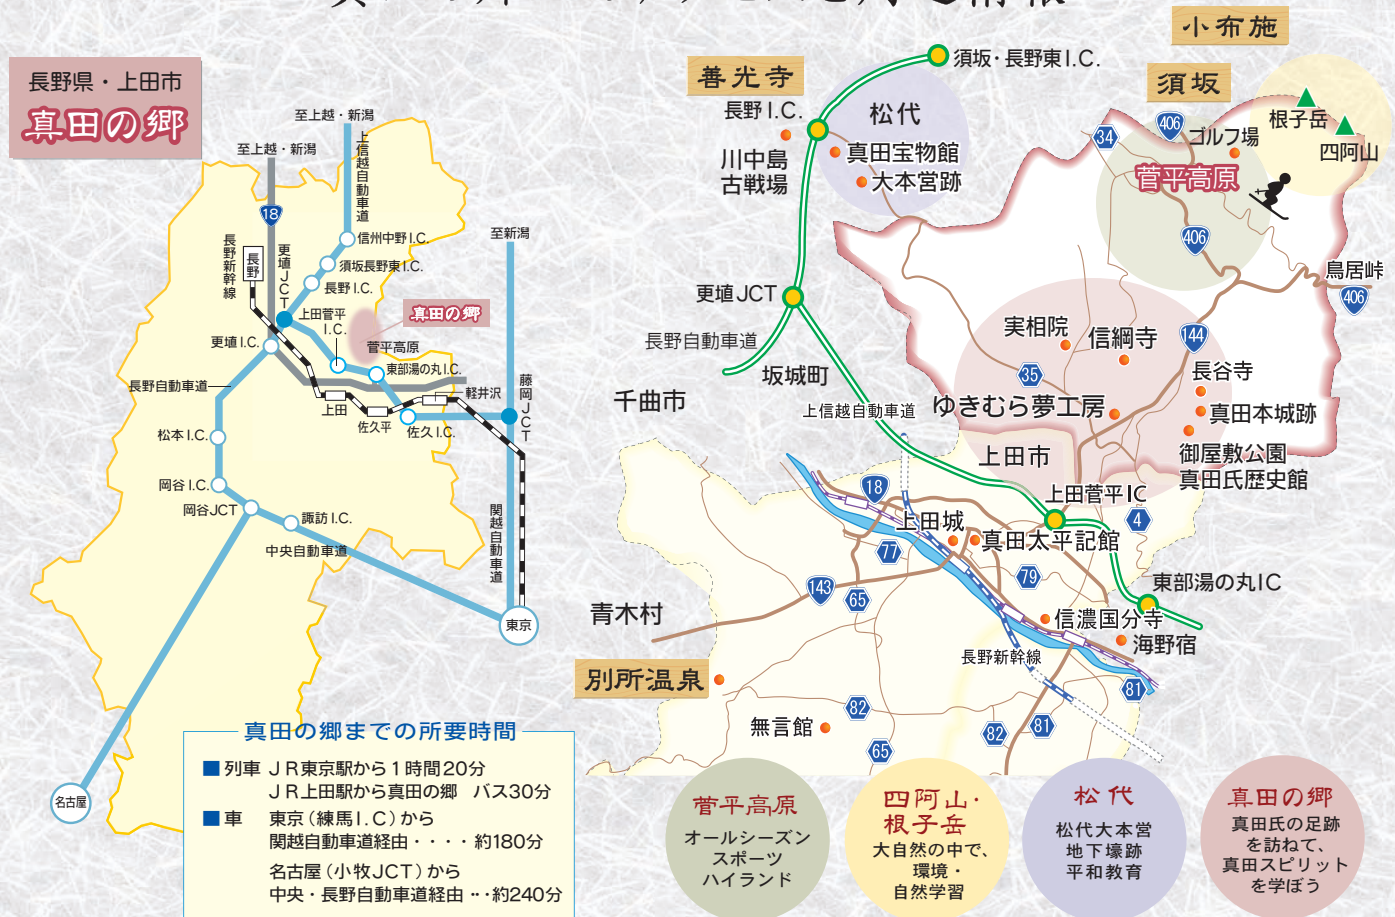 長野県・上田市
真田の郷
至上越・新潟
至上越・新潟
上信越自動車道
18
長野新幹線
長野
更埴JCT
信州中野I.C.
須坂長野東I.C.
長野I.C.
至新潟
上田菅平
I.C.
真田の郷
菅平高原
更埴I.C.
東部湯の丸I.C.
長野自動車道
上田
佐久平
軽井沢
佐久I.C.
藤岡JCT
松本I.C.
岡谷I.C.
岡谷JCT
諏訪I.C.
中央自動車道
関越自動車道
東京
名古屋
真田の郷までの所要時間
■列車 JR東京駅から1時間20分
JR上田駅から真田の郷 バス30分
■車 東京(練馬I.C)から
関越自動車道経由・・・・約180分
名古屋(小牧JCT)から
中央・長野自動車道経由・・約240分
小布施
善光寺
須坂・長野東I.C.
須坂
長野I.C.
松代
川中島
古戦場
真田宝物館
大本営跡
34
406
ゴルフ場
根子岳
四阿山
菅平高原
406
鳥居峠
406
更埴JCT
長野自動車道
坂城町
千曲市
上信越自動車道
実相院
信綱寺
144
35
長谷寺
ゆきむら夢工房
真田本城跡
御屋敷公園
真田氏歴史館
上田市
上田菅平IC
4
18
上田城
真田太平記館
77
79
143
65
東部湯の丸IC
青木村
信濃国分寺
海野宿
長野新幹線
別所温泉
81
無言館
82
82
81
65
菅平高原
オールシーズン
スポーツ
ハイランド
四阿山・
根子岳
大自然の中で、
環境・
自然学習
松代
松代大本営
地下壕跡
平和教育
真田の郷
真田氏の足跡
を訪ねて、
真田スピリット
を学ぼう